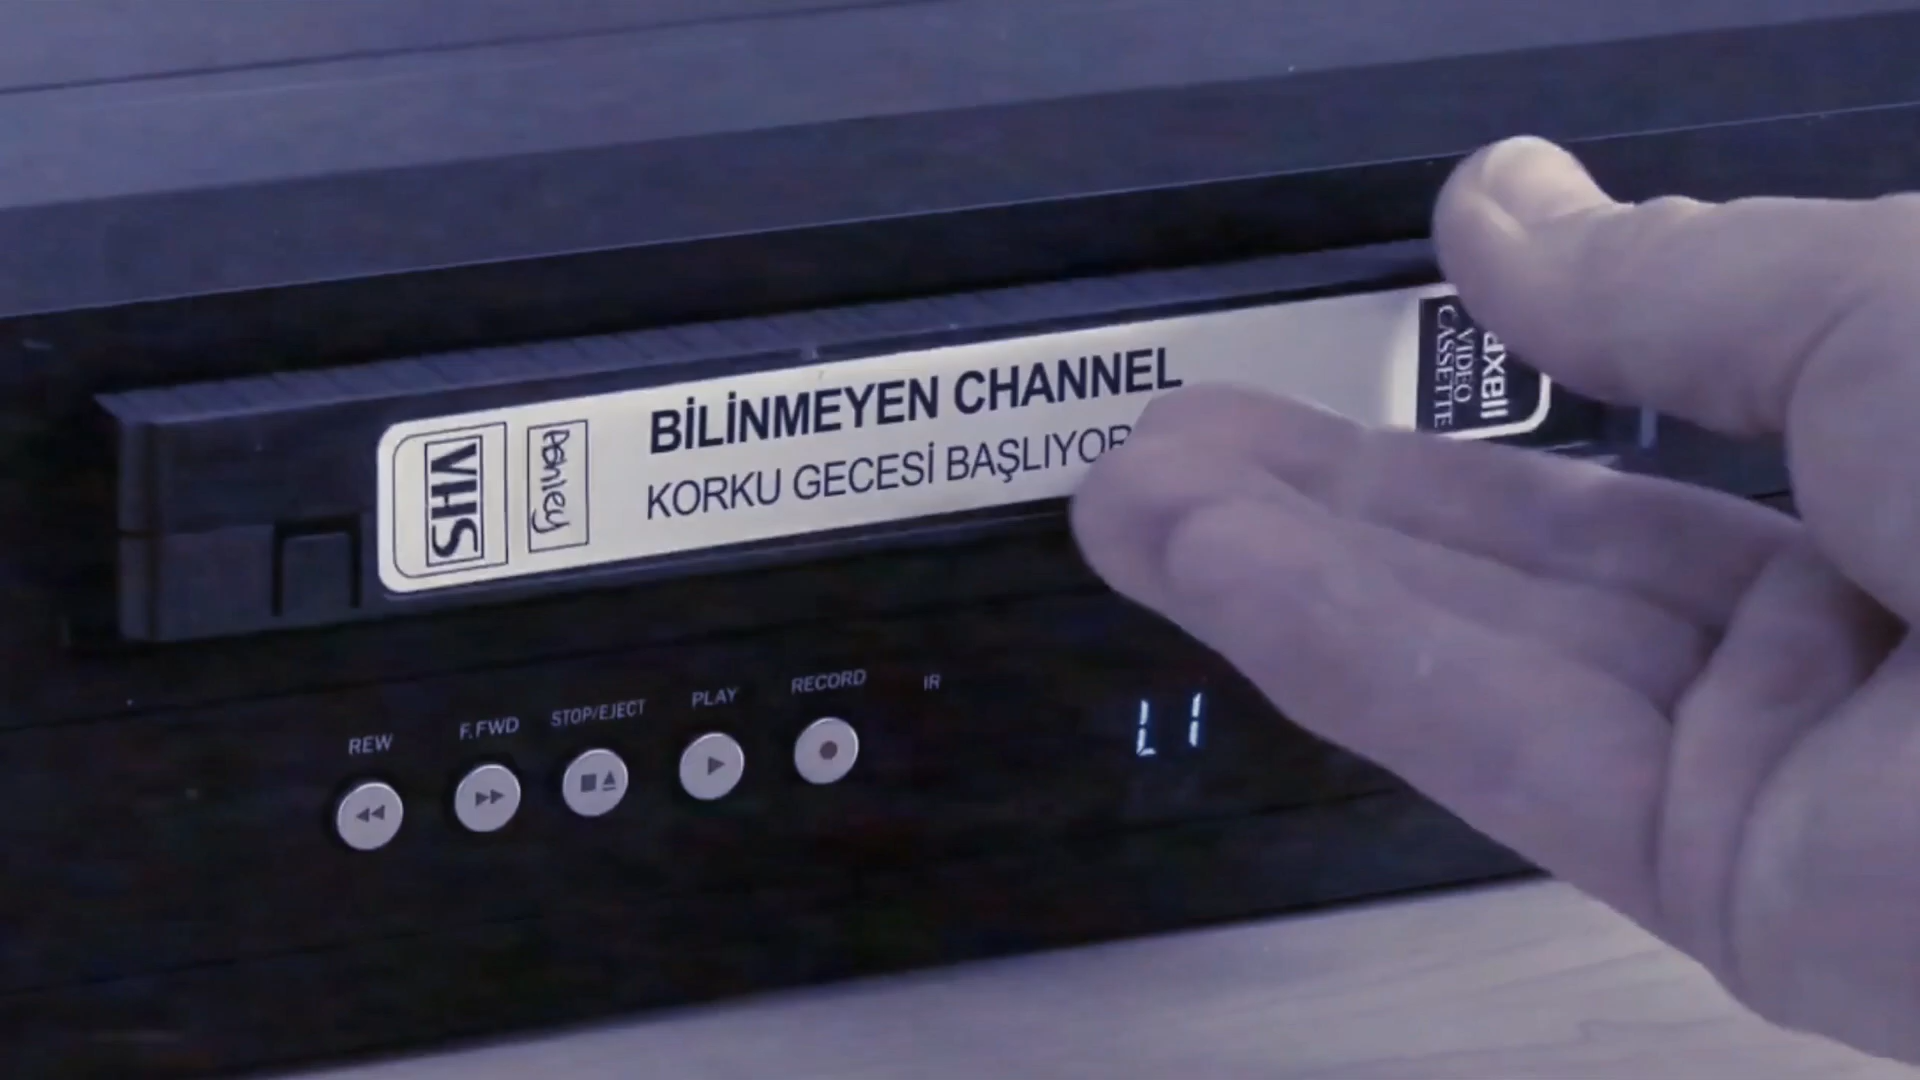 BİLİNMEYEN CHANNEL
KORKU GECESİ BAŞLIYOR
VHS
Ashley
maxell
VIDEO
CASSETTE
REW
F.FWD
STOP/EJECT
PLAY
RECORD
IR
L1